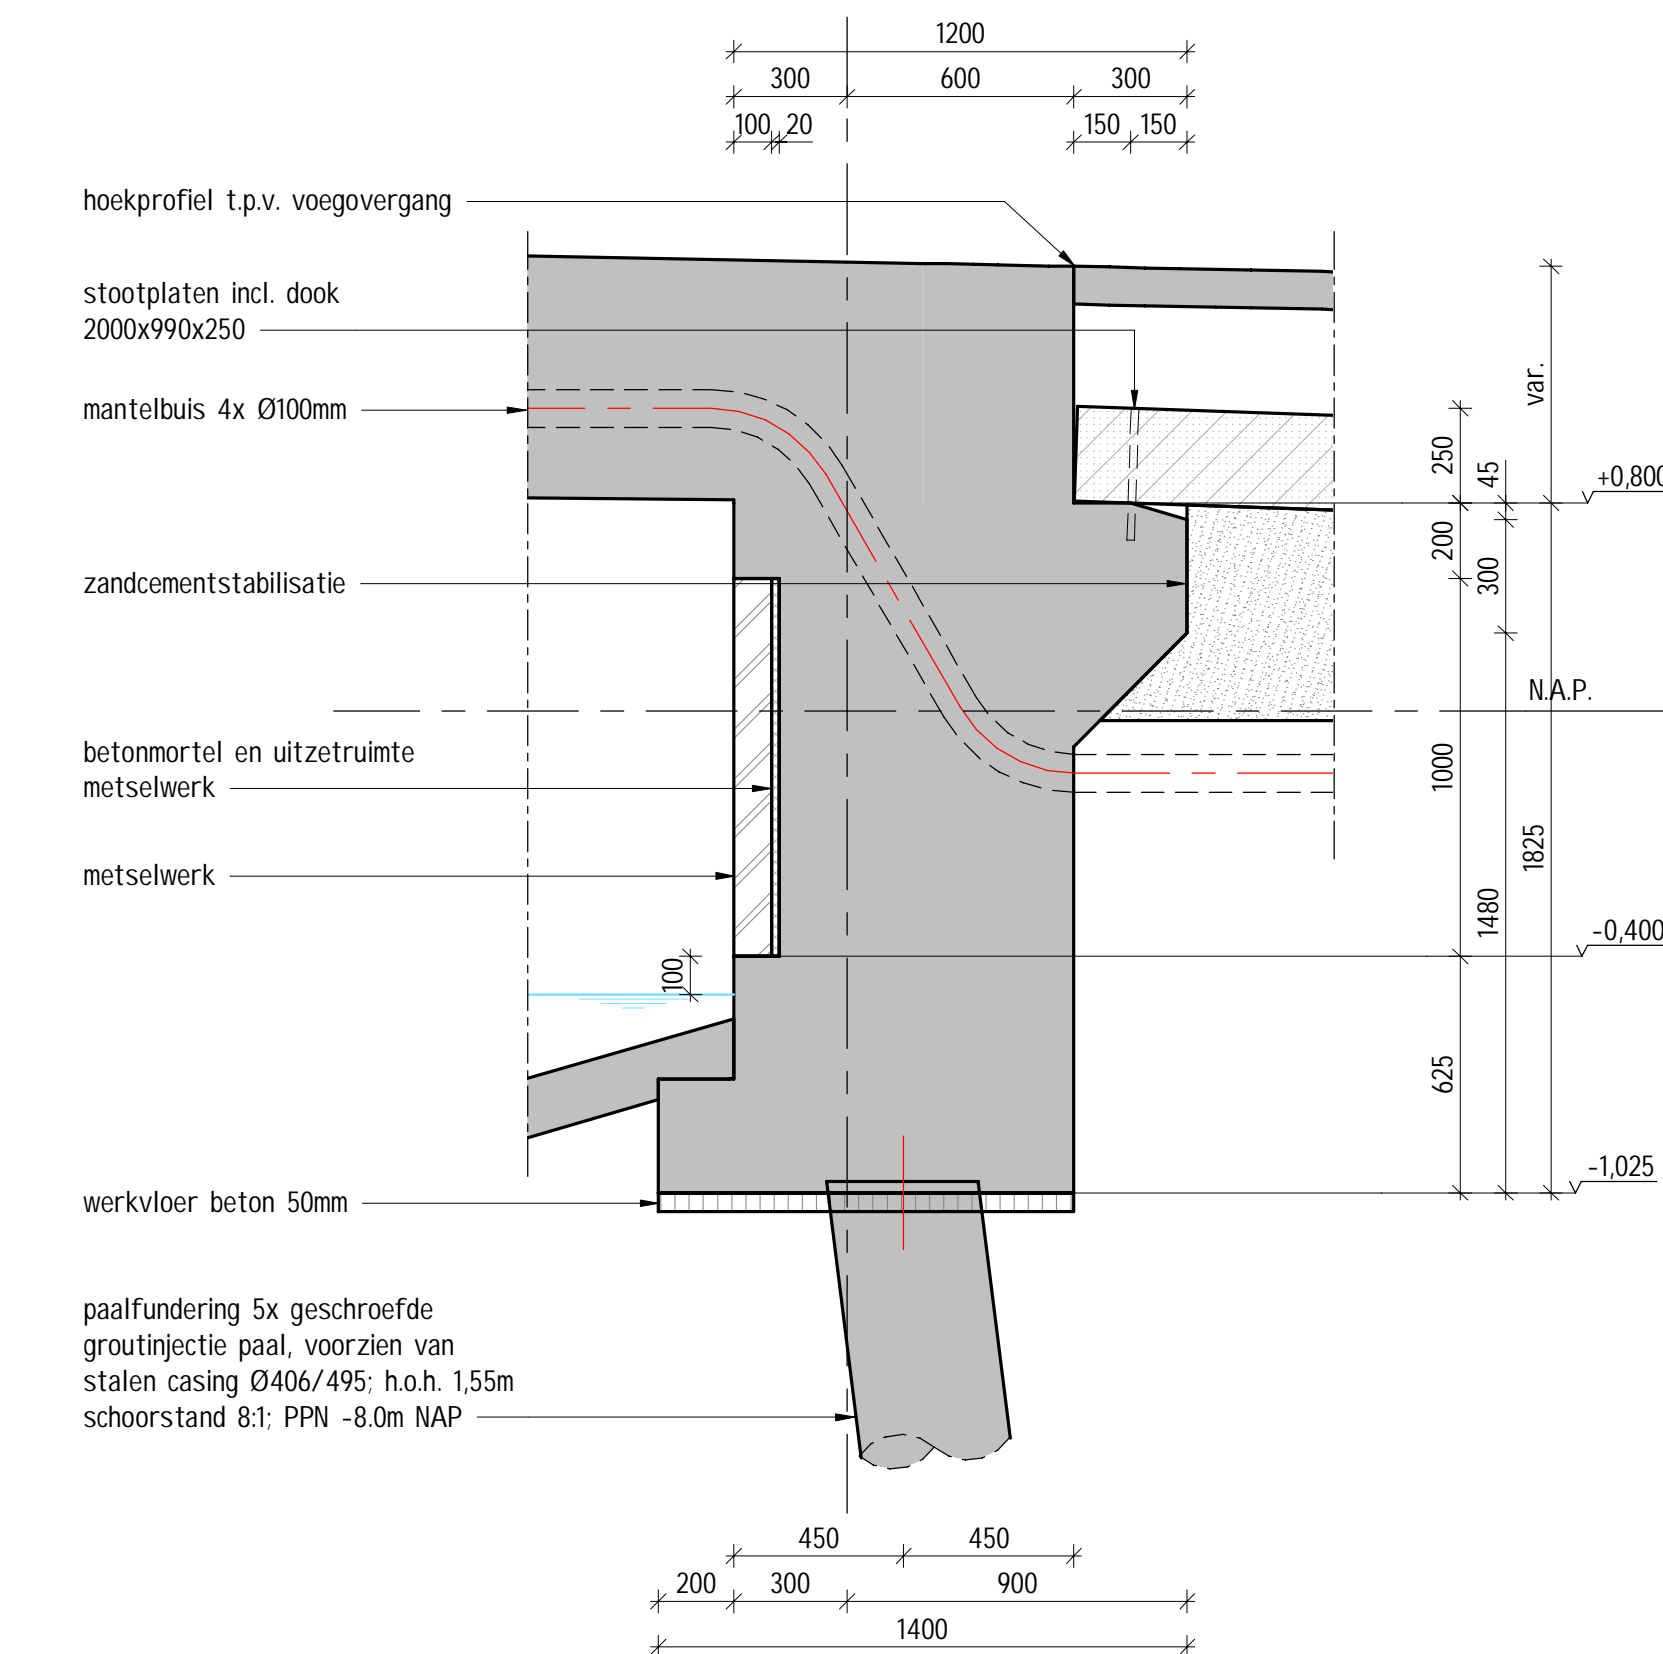 1200
300 600 300
100 20 150 150
hoekprofiel t.p.v. voegovergang
stootplaten incl. dook
2000x990x250
mantelbuis 4x Ø100mm
var.
250
45
+0,800
200
300
zandcementstabilisatie
N.A.P.
betonmortel en uitzetruimte
metselwerk
1000
1825
metselwerk
1480
-0,400
100
625
-1,025
werkvloer beton 50mm
paalfundering 5x geschroefde
groutinjectie paal, voorzien van
stalen casing Ø406/495; h.o.h. 1,55m
schoorstand 8:1; PPN -8.0m NAP
450 450
200 300 900
1400